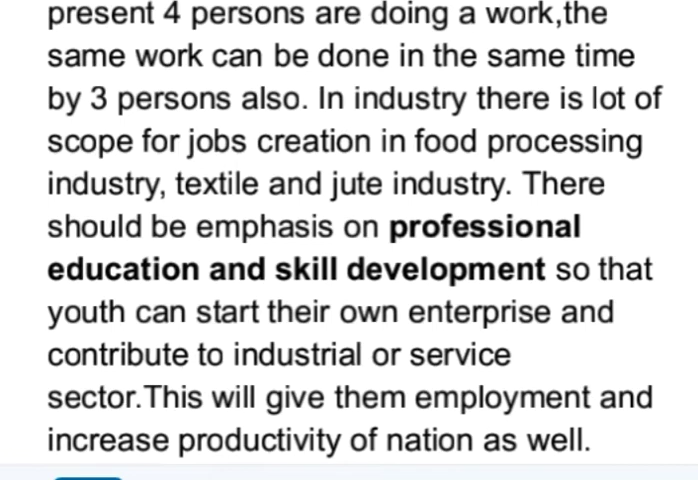 present 4 persons are doing a work,the
same work can be done in the same time
by 3 persons also. In industry there is lot of
scope for jobs creation in food processing
industry, textile and jute industry. There
should be emphasis on professional
education and skill development so that
youth can start their own enterprise and
contribute to industrial or service
sector.This will give them employment and
increase productivity of nation as well.